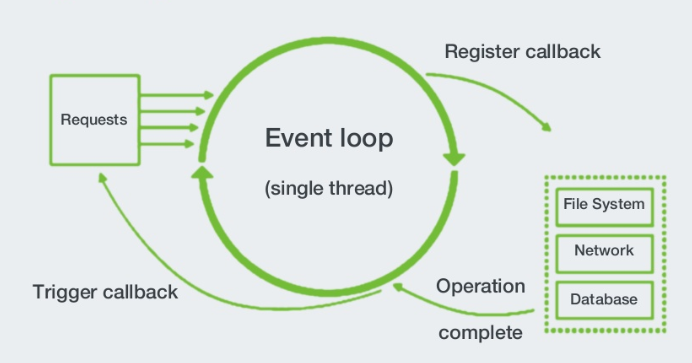 Register callback
Requests
Event loop
(single thread)
File System
Network
Database
Trigger callback
Operation
complete